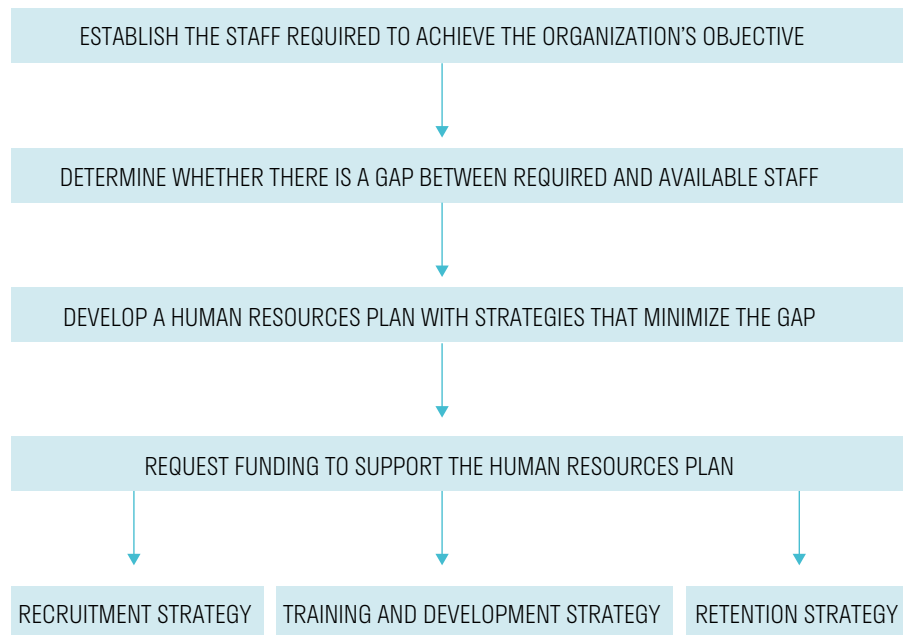 ESTABLISH THE STAFF REQUIRED TO ACHIEVE THE ORGANIZATION’S OBJECTIVE
DETERMINE WHETHER THERE IS A GAP BETWEEN REQUIRED AND AVAILABLE STAFF
DEVELOP A HUMAN RESOURCES PLAN WITH STRATEGIES THAT MINIMIZE THE GAP
REQUEST FUNDING TO SUPPORT THE HUMAN RESOURCES PLAN
RECRUITMENT STRATEGY
TRAINING AND DEVELOPMENT STRATEGY
RETENTION STRATEGY